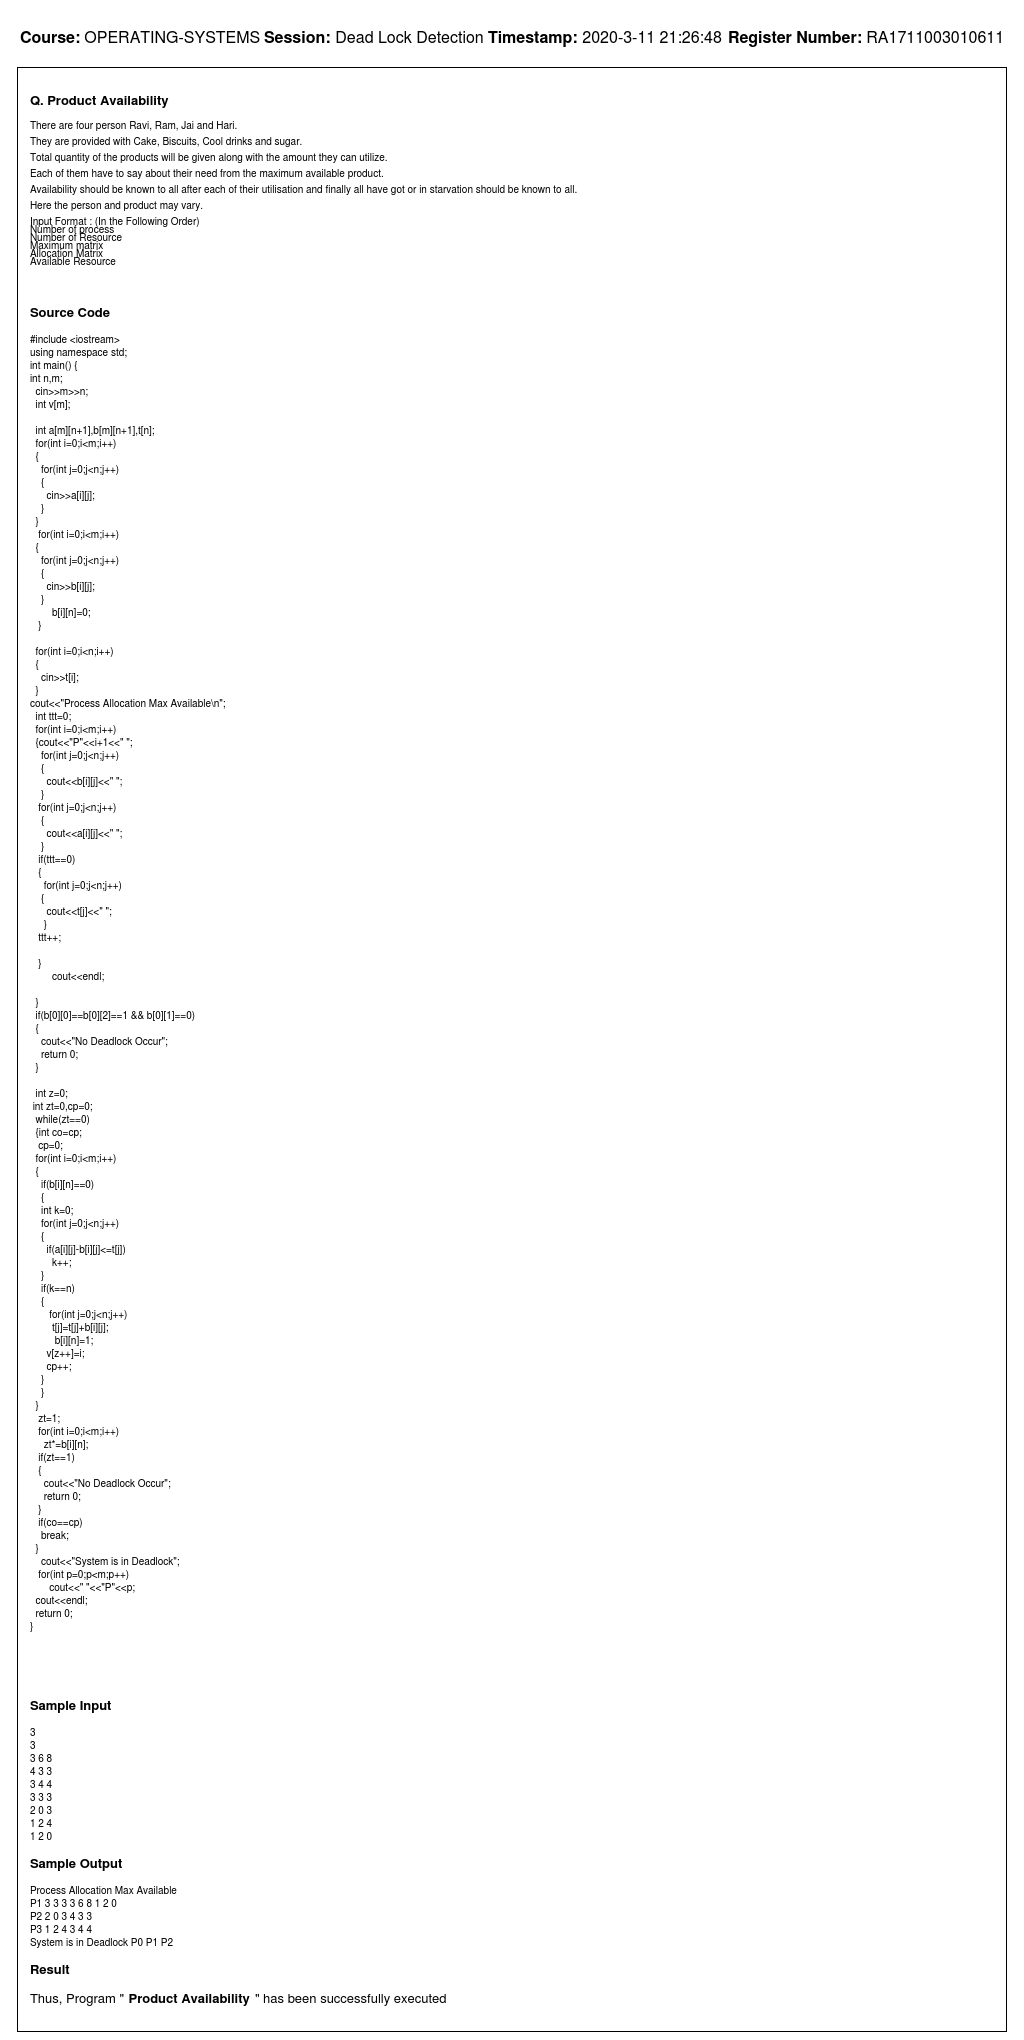 Course: OPERATING-SYSTEMS Session: Dead Lock Detection Timestamp: 2020-3-11 21:26:48 Register Number: RA1711003010611
Q. Product Availability
There are four person Ravi, Ram, Jai and Hari.
They are provided with Cake, Biscuits, Cool drinks and sugar.
Total quantity of the products will be given along with the amount they can utilize.
Each of them have to say about their need from the maximum available product.
Availability should be known to all after each of their utilisation and finally all have got or in starvation should be known to all.
Here the person and product may vary.
Input Format : (In the Following Order)
Number of process
Number of Resource
Maximum matrix
Allocation Matrix
Available Resource
Source Code
#include <iostream>
using namespace std;
int main() {
int n,m;
cin>>m>>n;
int v[m];
int a[m][n+1],b[m][n+1],t[n];
for(int i=0;i<m;i++)
{
for(int j=0;j<n;j++)
{
cin>>a[i][j];
}
}
for(int i=0;i<m;i++)
{
for(int j=0;j<n;j++)
{
cin>>b[i][j];
}
b[i][n]=0;
}
for(int i=0;i<n;i++)
{
cin>>t[i];
}
cout<<"Process Allocation Max Available\n";
int ttt=0;
for(int i=0;i<m;i++)
{cout<<"P"<<i+1<<" ";
for(int j=0;j<n;j++)
{
cout<<b[i][j]<<" ";
}
for(int j=0;j<n;j++)
{
cout<<a[i][j]<<" ";
}
if(ttt==0)
{
for(int j=0;j<n;j++)
{
cout<<t[j]<<" ";
}
ttt++;
}
cout<<endl;
}
if(b[0][0]==b[0][2]==1 && b[0][1]==0)
{
cout<<"No Deadlock Occur";
return 0;
}
int z=0;
int zt=0,cp=0;
while(zt==0)
{int co=cp;
cp=0;
for(int i=0;i<m;i++)
{
if(b[i][n]==0)
{
int k=0;
for(int j=0;j<n;j++)
{
if(a[i][j]-b[i][j]<=t[j])
k++;
}
if(k==n)
{
for(int j=0;j<n;j++)
t[j]=t[j]+b[i][j];
b[i][n]=1;
v[z++]=i;
cp++;
}
}
}
zt=1;
for(int i=0;i<m;i++)
zt*=b[i][n];
if(zt==1)
{
cout<<"No Deadlock Occur";
return 0;
}
if(co==cp)
break;
}
cout<<"System is in Deadlock";
for(int p=0;p<m;p++)
cout<<" "<<"P"<<p;
cout<<endl;
return 0;
}
Sample Input
3
3
3 6 8
4 3 3
3 4 4
3 3 3
2 0 3
1 2 4
1 2 0
Sample Output
Process Allocation Max Available
P1 3 3 3 3 6 8 1 2 0
P2 2 0 3 4 3 3
P3 1 2 4 3 4 4
System is in Deadlock P0 P1 P2
Result
Thus, Program " Product Availability " has been successfully executed